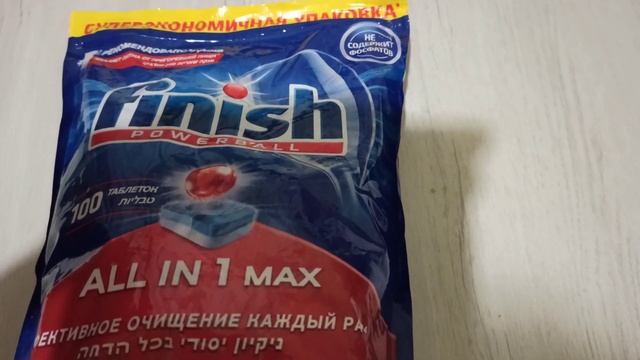 СУПЕРЭКОНОМИЧНАЯ УПАКОВКА*
НЕ
СОДЕРЖИТ
ФОСФАТОВ
finish
POWERBALL
100 ТАБЛЕТОК
טבליות
ALL IN 1 MAX
ЕКТИВНОЕ ОЧИЩЕНИЕ КАЖДЫЙ РА
ניקיון יסודי בכל הדחה